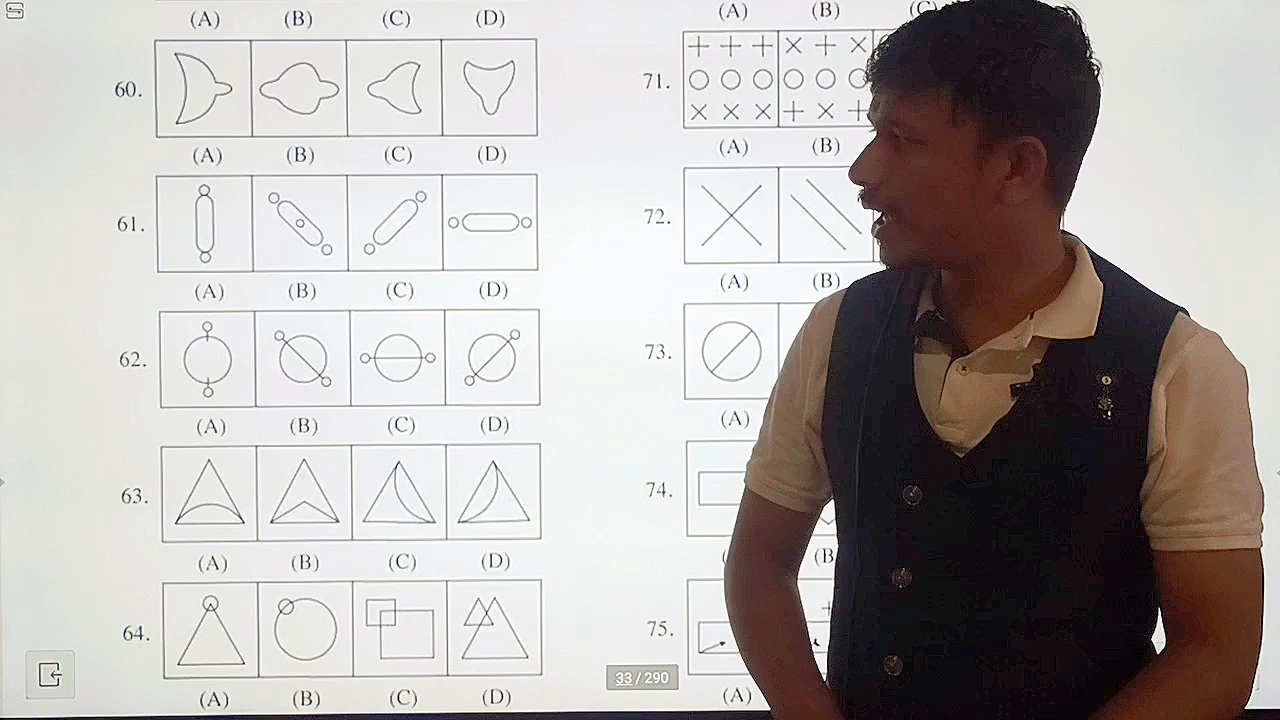 (A) (B) (C) (D)
60.
(A) (B) (C) (D)
61.
(A) (B) (C) (D)
62.
(A) (B) (C) (D)
63.
(A) (B) (C) (D)
64.
(A) (B) (C) (D)
(A) (B) (C)
71.
(A) (B)
72.
(A) (B)
73.
(A)
74.
(B
75.
(A)
33 / 290